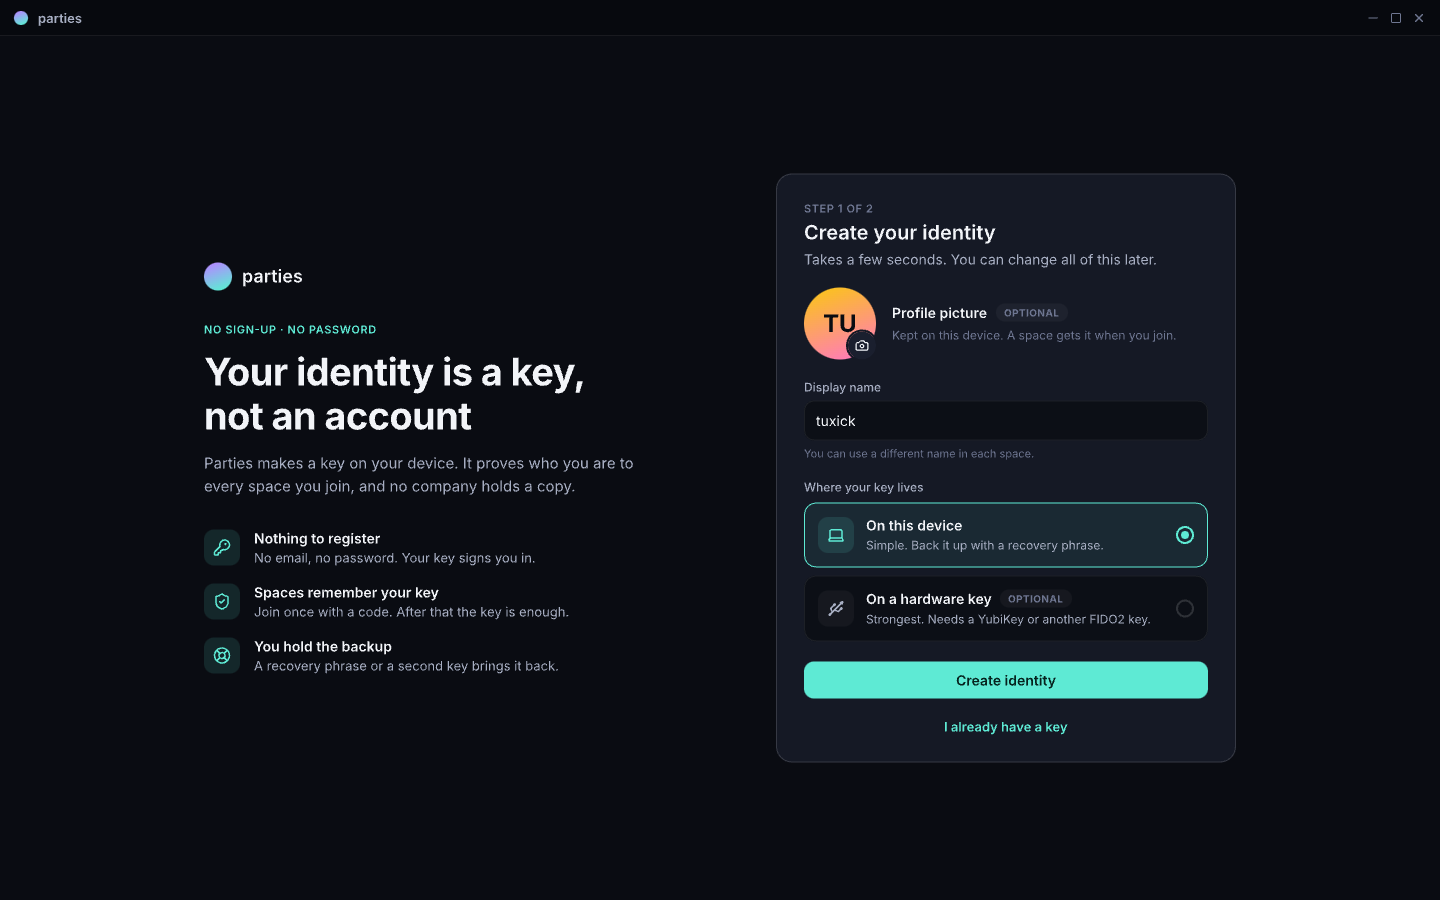 parties
parties
NO SIGN-UP · NO PASSWORD
Your identity is a key,
not an account
Parties makes a key on your device. It proves who you are to
every space you join, and no company holds a copy.
Nothing to register
No email, no password. Your key signs you in.
Spaces remember your key
Join once with a code. After that the key is enough.
You hold the backup
A recovery phrase or a second key brings it back.
STEP 1 OF 2
Create your identity
Takes a few seconds. You can change all of this later.
TU
Profile picture OPTIONAL
Kept on this device. A space gets it when you join.
Display name
tuxick
You can use a different name in each space.
Where your key lives
On this device
Simple. Back it up with a recovery phrase.
On a hardware key OPTIONAL
Strongest. Needs a YubiKey or another FIDO2 key.
Create identity
I already have a key